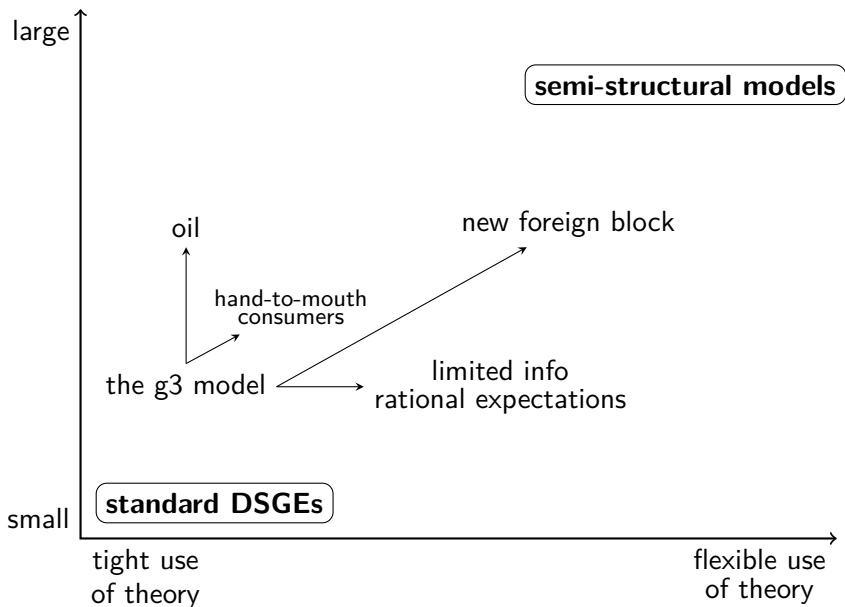 large
semi-structural models
oil
new foreign block
hand-to-mouth
consumers
the g3 model
limited info
rational expectations
standard DSGEs
small
tight use
of theory
flexible use
of theory